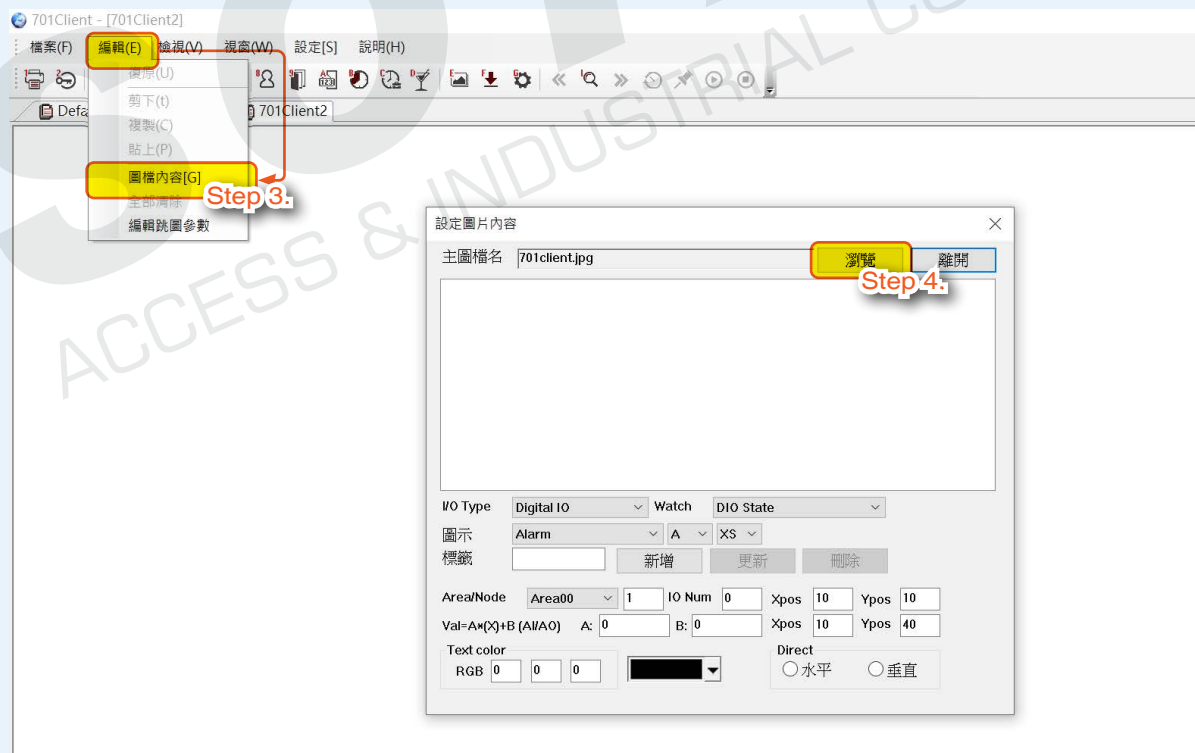 701Client - [701Client2]
檔案(F) 編輯(E) 檢視(V) 視窗(W) 設定[S] 說明(H)
復原(U)
剪下(t)
Defa 701Client2
複製(C)
貼上(P)
圖檔內容[G]
Step 3.
全部清除
編輯跳圖參數
設定圖片內容
主圖檔名 701client.jpg 瀏覽 離開
Step 4.
I/O Type Digital IO Watch DIO State
圖示 Alarm A XS
標籤 新增 更新 刪除
Area/Node Area00 1 IO Num 0 Xpos 10 Ypos 10
Val=A*(X)+B (AI/AO) A: 0 B: 0 Xpos 10 Ypos 40
Text color Direct
RGB 0 0 0 水平 垂直
ACCESS & INDUSTRIAL CO